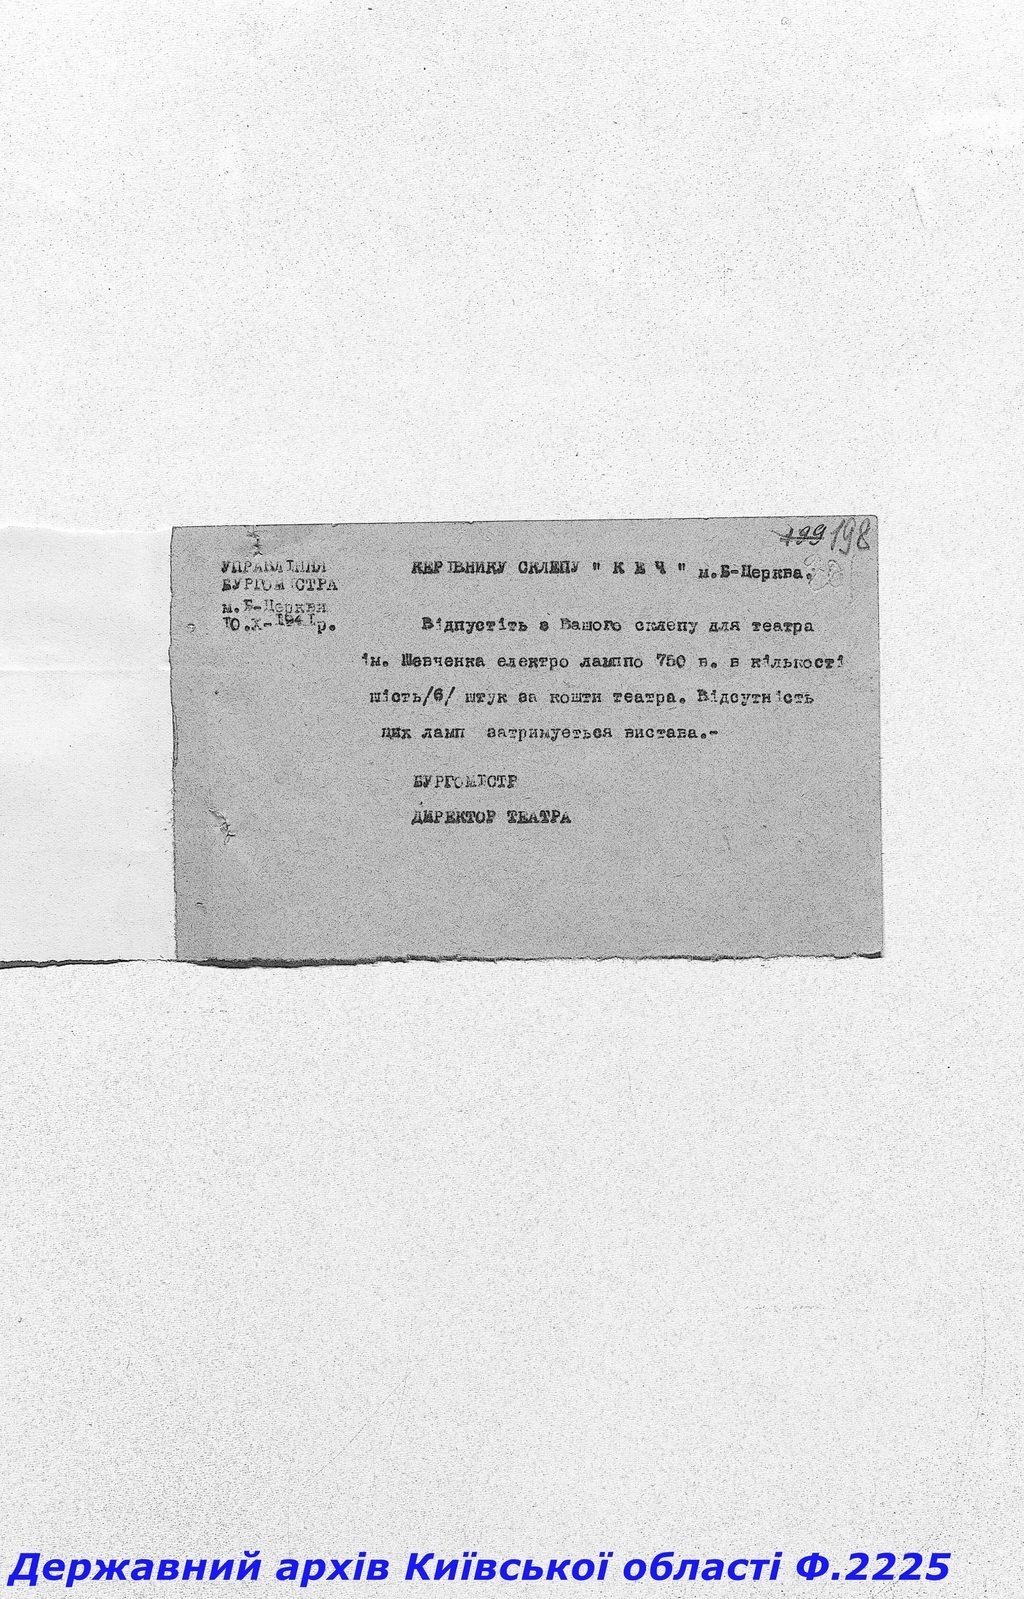 199 198
УПРАВЛІННЯ
БУРГОМІСТРА
м.Б-Церкви
10.X-1941р.
КЕРІВНИКУ СКЛЕПУ " К Е Ч " м.Б-Церква.
Відпустіть з Вашого склепу для театра
ім. Шевченка електро ламппо 750 в. в кількості
шість/6/ штук за кошти театра. Відсутність
цих ламп затримується вистава.-
БУРГОМІСТР
ДИРЕКТОР ТЕАТРА
Державний архів Київської області Ф.2225